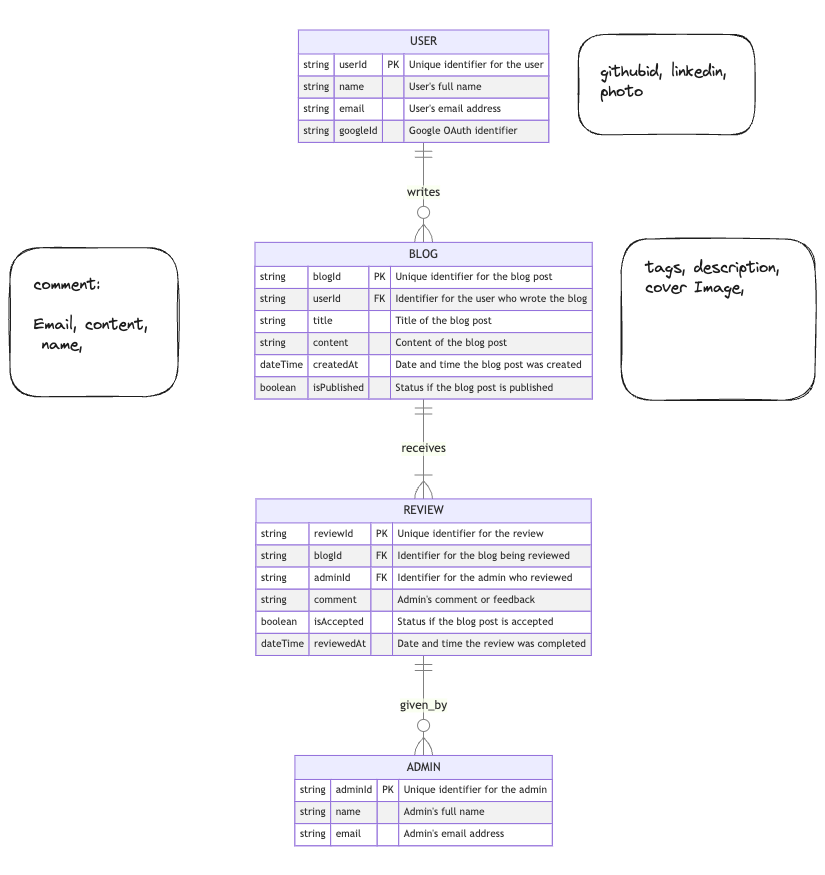 USER
string userId PK Unique identifier for the user
string name User's full name
string email User's email address
string googleId Google OAuth identifier
githubid, linkedin,
photo
writes
BLOG
string blogId PK Unique identifier for the blog post
string userId FK Identifier for the user who wrote the blog
string title Title of the blog post
string content Content of the blog post
dateTime createdAt Date and time the blog post was created
boolean isPublished Status if the blog post is published
comment:
Email, content,
name,
tags, description,
cover Image,
receives
REVIEW
string reviewId PK Unique identifier for the review
string blogId FK Identifier for the blog being reviewed
string adminId FK Identifier for the admin who reviewed
string comment Admin's comment or feedback
boolean isAccepted Status if the blog post is accepted
dateTime reviewedAt Date and time the review was completed
given_by
ADMIN
string adminId PK Unique identifier for the admin
string name Admin's full name
string email Admin's email address